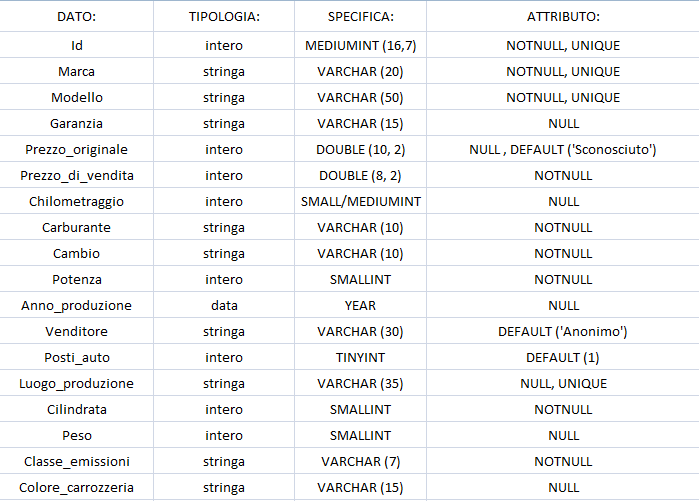 DATO: TIPOLOGIA: SPECIFICA: ATTRIBUTO:
Id intero MEDIUMINT (16,7) NOTNULL, UNIQUE
Marca stringa VARCHAR (20) NOTNULL, UNIQUE
Modello stringa VARCHAR (50) NOTNULL, UNIQUE
Garanzia stringa VARCHAR (15) NULL
Prezzo_originale intero DOUBLE (10, 2) NULL , DEFAULT ('Sconosciuto')
Prezzo_di_vendita intero DOUBLE (8, 2) NOTNULL
Chilometraggio intero SMALL/MEDIUMINT NULL
Carburante stringa VARCHAR (10) NOTNULL
Cambio stringa VARCHAR (10) NOTNULL
Potenza intero SMALLINT NOTNULL
Anno_produzione data YEAR NULL
Venditore stringa VARCHAR (30) DEFAULT ('Anonimo')
Posti_auto intero TINYINT DEFAULT (1)
Luogo_produzione stringa VARCHAR (35) NULL, UNIQUE
Cilindrata intero SMALLINT NOTNULL
Peso intero SMALLINT NULL
Classe_emissioni stringa VARCHAR (7) NOTNULL
Colore_carrozzeria stringa VARCHAR (15) NULL